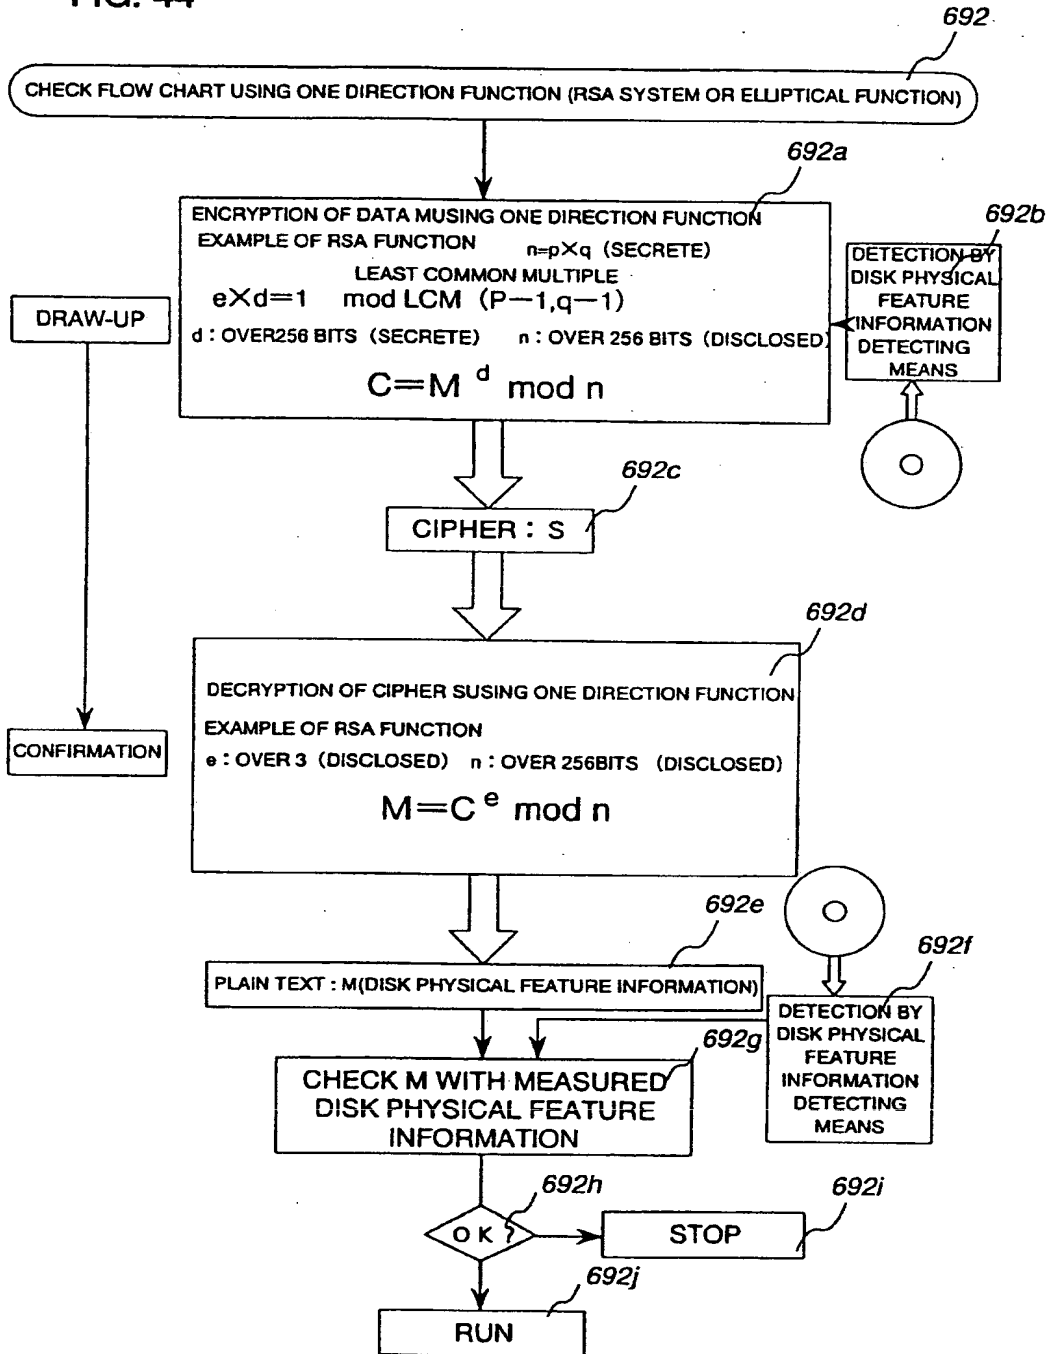 FIG. 44
692
CHECK FLOW CHART USING ONE DIRECTION FUNCTION (RSA SYSTEM OR ELLIPTICAL FUNCTION)
692a
ENCRYPTION OF DATA MUSING ONE DIRECTION FUNCTION
EXAMPLE OF RSA FUNCTION n=p×q (SECRETE)
LEAST COMMON MULTIPLE
e×d=1 mod LCM (P-1,q-1)
d : OVER256 BITS (SECRETE) n : OVER 256 BITS (DISCLOSED)
C=M^d mod n
692b
DETECTION BY
DISK PHYSICAL
FEATURE
INFORMATION
DETECTING
MEANS
DRAW-UP
692c
CIPHER : S
692d
DECRYPTION OF CIPHER SUSING ONE DIRECTION FUNCTION
EXAMPLE OF RSA FUNCTION
e : OVER 3 (DISCLOSED) n : OVER 256BITS (DISCLOSED)
M=C^e mod n
CONFIRMATION
692e
PLAIN TEXT : M(DISK PHYSICAL FEATURE INFORMATION)
692f
DETECTION BY
DISK PHYSICAL
FEATURE
INFORMATION
DETECTING
MEANS
692g
CHECK M WITH MEASURED
DISK PHYSICAL FEATURE
INFORMATION
692h
OK ?
692i
STOP
692j
RUN